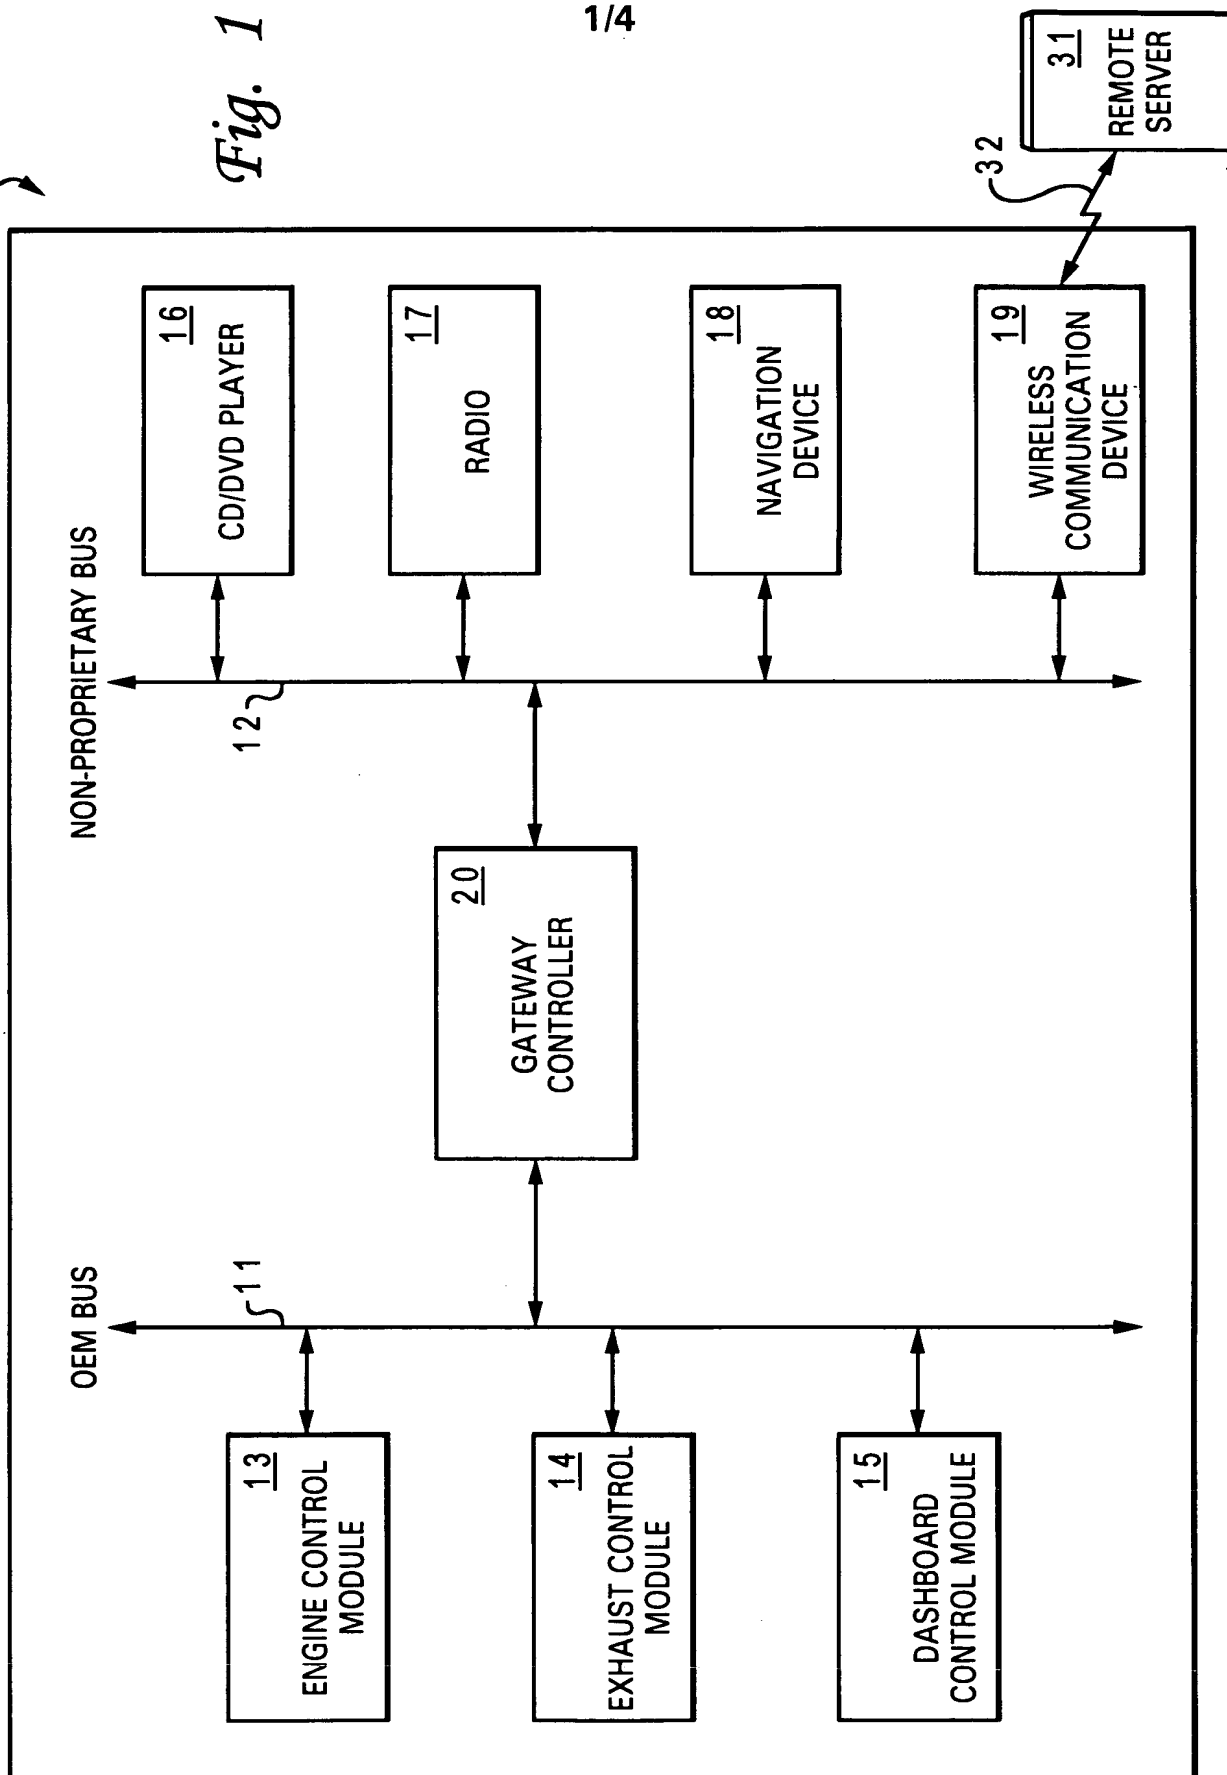 1/4
Fig. 1
OEM BUS
NON-PROPRIETARY BUS
11
12
13
ENGINE CONTROL
MODULE
14
EXHAUST CONTROL
MODULE
15
DASHBOARD
CONTROL MODULE
20
GATEWAY
CONTROLLER
16
CD/DVD PLAYER
17
RADIO
18
NAVIGATION
DEVICE
19
WIRELESS
COMMUNICATION
DEVICE
32
31
REMOTE
SERVER